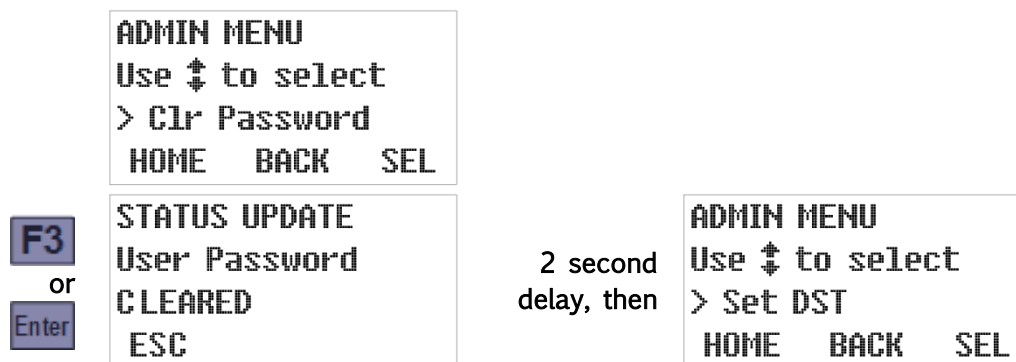 ADMIN MENU
Use ↕ to select
> Clr Password
HOME BACK SEL
F3
or
Enter
STATUS UPDATE
User Password
CLEARED
ESC
2 second
delay, then
ADMIN MENU
Use ↕ to select
> Set DST
HOME BACK SEL